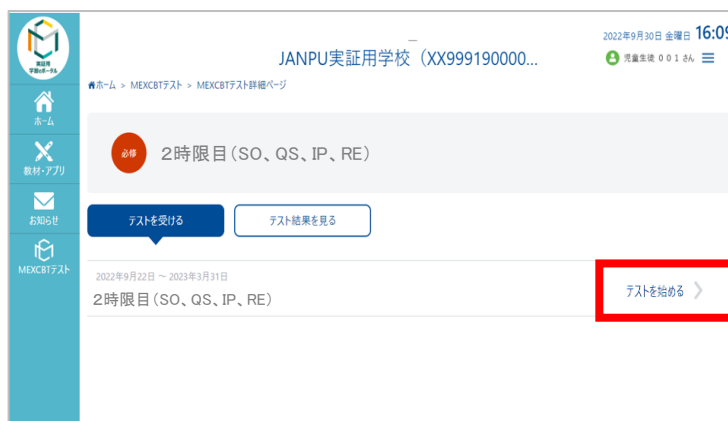 2022年9月30日 金曜日 16:09
JANPU実証用学校（XX999190000...
児童生徒 ００１ さん
実証用
学習eポータル
ホーム > MEXCBTテスト > MEXCBTテスト詳細ページ
ホーム
教材・アプリ
お知らせ
MEXCBTテスト
必修
２時限目（SO、QS、IP、RE）
テストを受ける
テスト結果を見る
2022年9月22日 ～ 2023年3月31日
２時限目（SO、QS、IP、RE）
テストを始める